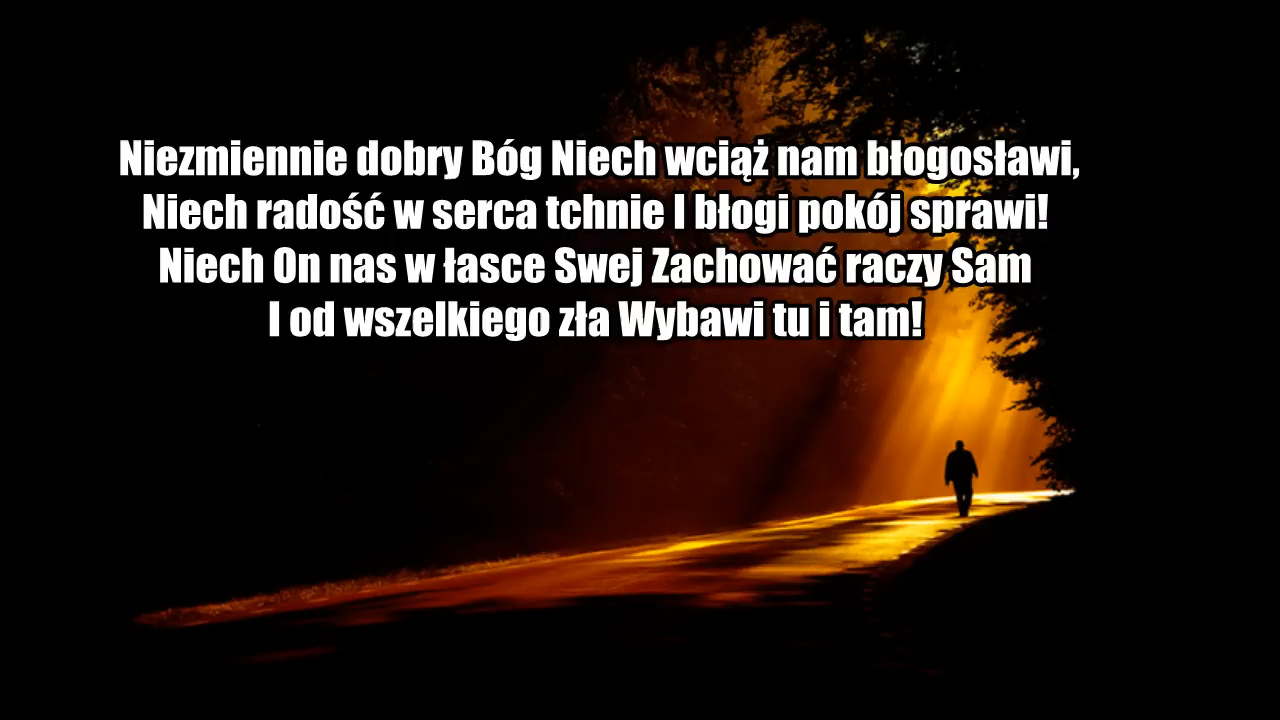 Niezmiennie dobry Bóg Niech wciąż nam błogosławi,
Niech radość w serca tchnie I błogi pokój sprawi!
Niech On nas w łasce Swej Zachować raczy Sam
I od wszelkiego zła Wybawi tu i tam!